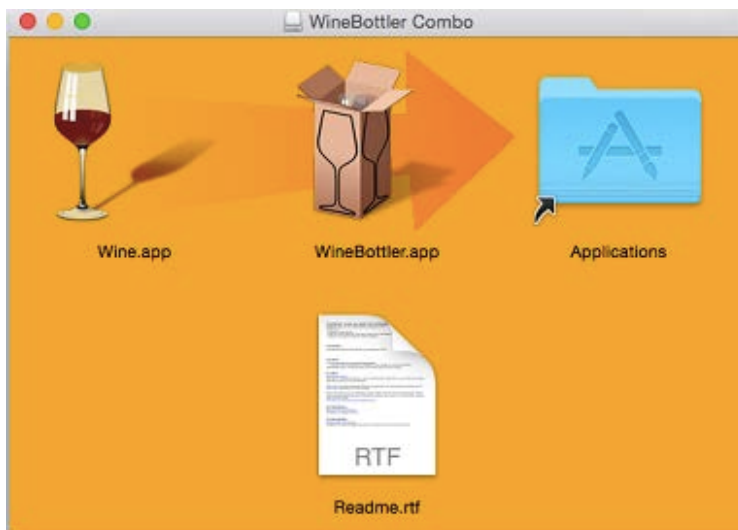 WineBottler Combo
Wine.app
WineBottler.app
Applications
RTF
Readme.rtf